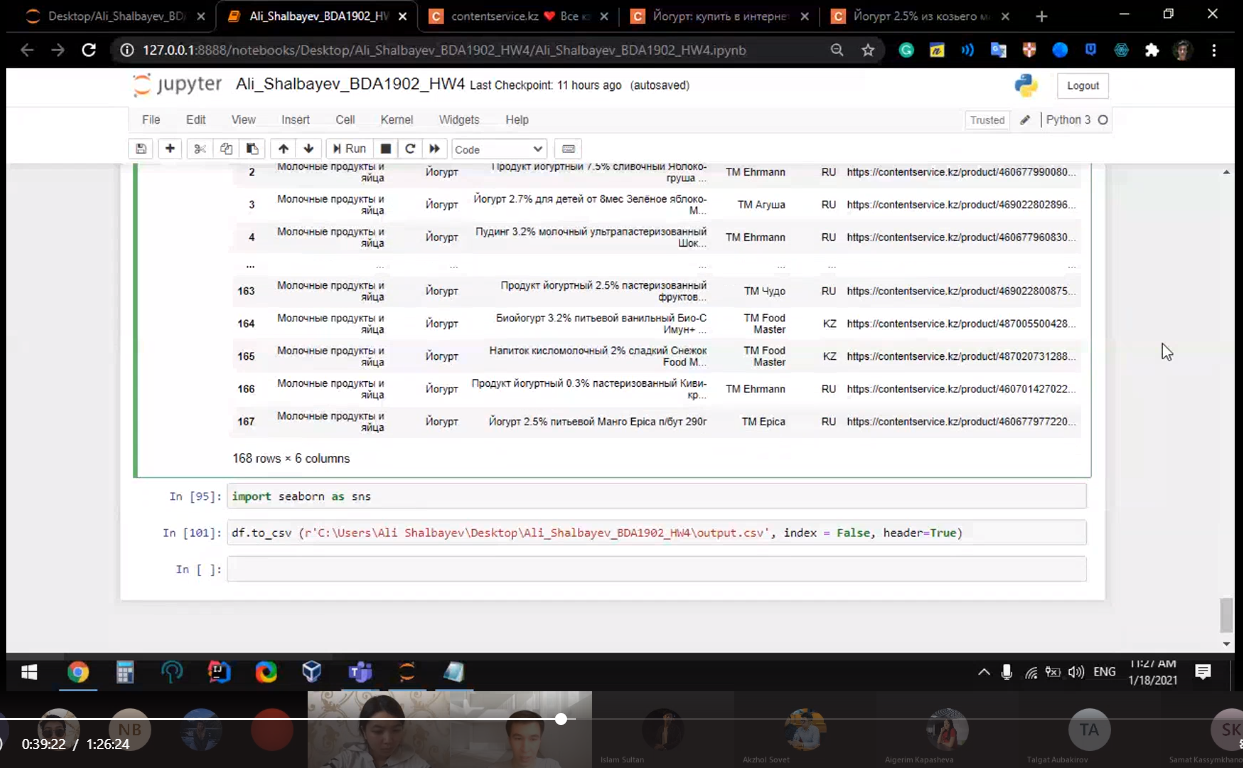 Desktop/Ali_Shalbayev_BDA
Ali_Shalbayev_BDA1902_HW
contentservice.kz ❤ Все к
Йогурт: купить в интернет
Йогурт 2.5% из козьего м
127.0.0.1:8888/notebooks/Desktop/Ali_Shalbayev_BDA1902_HW4/Ali_Shalbayev_BDA1902_HW4.ipynb
jupyter Ali_Shalbayev_BDA1902_HW4 Last Checkpoint: 11 hours ago (autosaved)
Logout
File Edit View Insert Cell Kernel Widgets Help
Trusted Python 3
Run Code
2 Молочные продукты и яйца Йогурт Продукт йогуртный 7.5% сливочный Яблоко-груша ... TM Ehrmann RU https://contentservice.kz/product/460677990080...
3 Молочные продукты и яйца Йогурт Йогурт 2.7% для детей от 8мес Зелёное яблоко-М... ТМ Агуша RU https://contentservice.kz/product/469022802896...
4 Молочные продукты и яйца Йогурт Пудинг 3.2% молочный ультрапастеризованный Шок... TM Ehrmann RU https://contentservice.kz/product/460677960830...
... ... ... ... ... ... ...
163 Молочные продукты и яйца Йогурт Продукт йогуртный 2.5% пастеризованный фруктов... ТМ Чудо RU https://contentservice.kz/product/469022800875...
164 Молочные продукты и яйца Йогурт Биойогурт 3.2% питьевой ванильный Био-С Имун+ ... TM Food Master KZ https://contentservice.kz/product/487005500428...
165 Молочные продукты и яйца Йогурт Напиток кисломолочный 2% сладкий Снежок Food M... TM Food Master KZ https://contentservice.kz/product/487020731288...
166 Молочные продукты и яйца Йогурт Продукт йогуртный 0.3% пастеризованный Киви-кр... TM Ehrmann RU https://contentservice.kz/product/460701427022...
167 Молочные продукты и яйца Йогурт Йогурт 2.5% питьевой Манго Epica п/бут 290г TM Epica RU https://contentservice.kz/product/460677977220...
168 rows × 6 columns
In [95]: import seaborn as sns
In [101]: df.to_csv (r'C:\Users\Ali Shalbayev\Desktop\Ali_Shalbayev_BDA1902_HW4\output.csv', index = False, header=True)
In [ ]:
ENG
11:27 AM
1/18/2021
NB
TA
SK
0:39:22 / 1:26:24
Islam Sultan
Akzhol Sovet
Aigerim Kapasheva
Talgat Aubakirov
Samat Kassymkhano